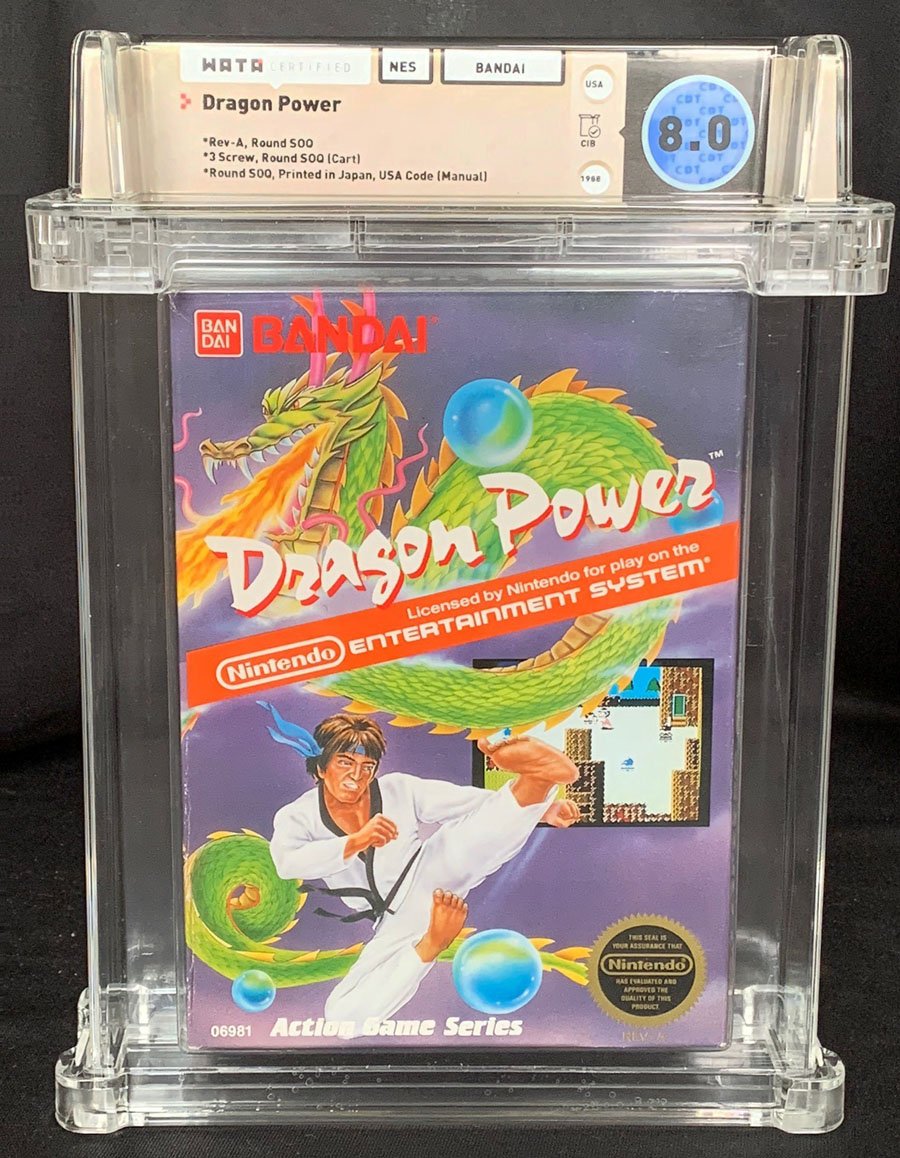 WATA CERTIFIED
NES
BANDAI
USA
Dragon Power
8.0
*Rev-A, Round SOQ
*3 Screw, Round SOQ (Cart)
*Round SOQ, Printed in Japan, USA Code (Manual)
CIB
1988
BAN
DAI
BANDAI®
Dragon Power™
Licensed by Nintendo for play on the
Nintendo ENTERTAINMENT SYSTEM®
THIS SEAL IS
YOUR ASSURANCE THAT
Nintendo
HAS EVALUATED AND
APPROVED THE
QUALITY OF THIS
PRODUCT.
06981 Action Game Series
REV-A